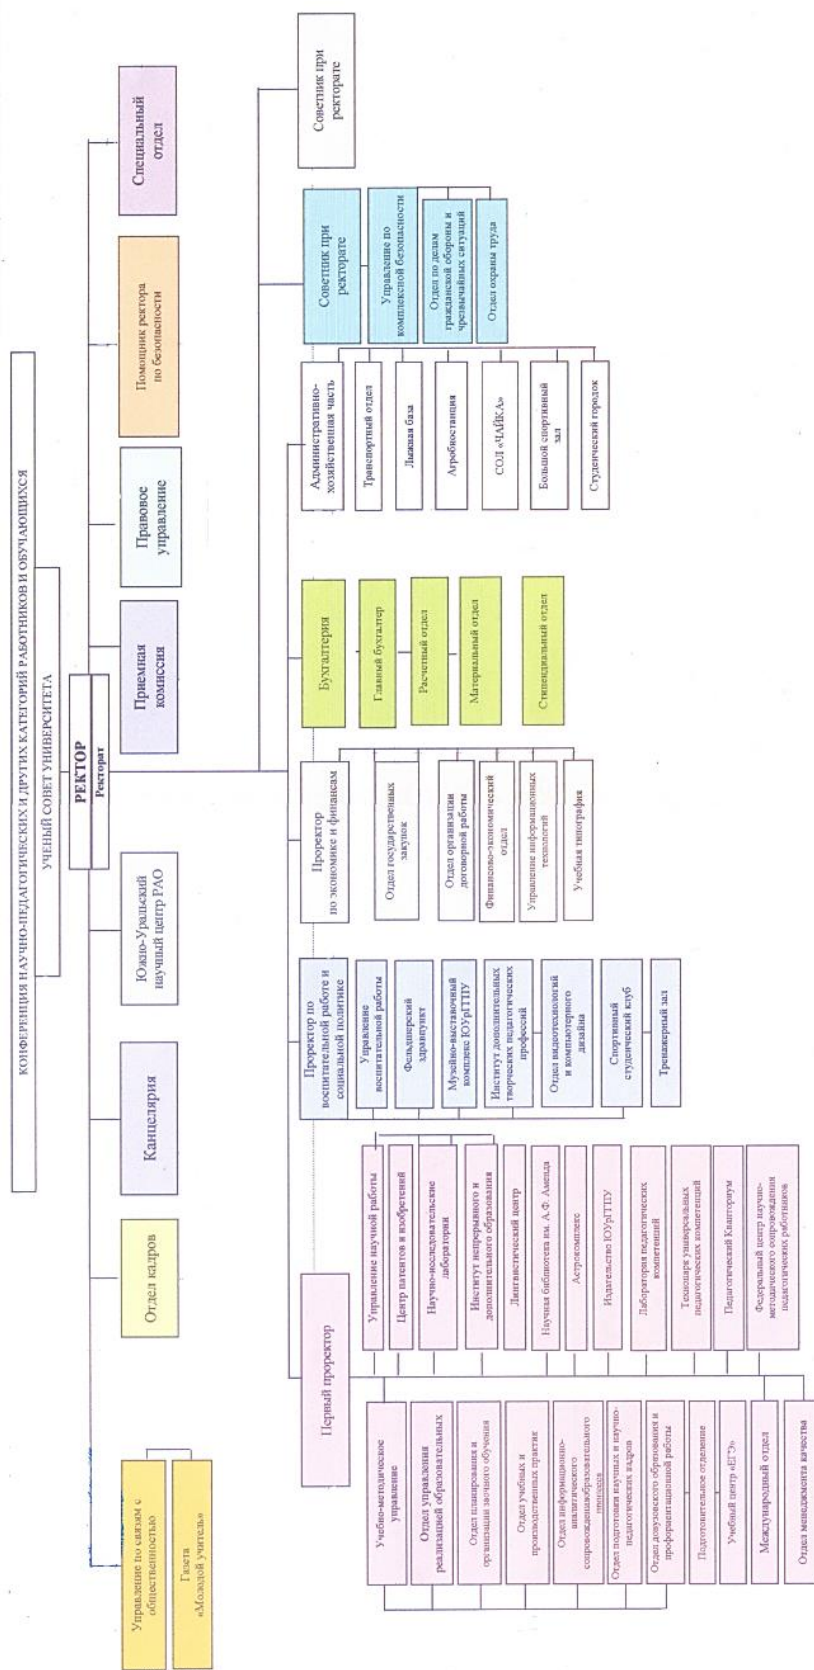 КОНФЕРЕНЦИЯ НАУЧНО-ПЕДАГОГИЧЕСКИХ И ДРУГИХ КАТЕГОРИЙ РАБОТНИКОВ И ОБУЧАЮЩИХСЯ
УЧЕНЫЙ СОВЕТ УНИВЕРСИТЕТА
РЕКТОР
Ректорат
Управление по связям с
общественностью
Газета
«Молодой учитель»
Отдел кадров
Канцелярия
Южно-Уральский
научный центр РАО
Приемная
комиссия
Правовое
управление
Помощник ректора
по безопасности
Специальный
отдел
Первый проректор
Учебно-методическое
управление
Отдел управления
реализацией образовательных
Отдел планирования и
организации заочного обучения
Отдел учебных и
производственных практик
Отдел информационно-
аналитического
сопровожденияобразовательного
процесса
Отдел подготовки научных и научно-
педагогических кадров
Отдел довузовского образования и
профориентационной работы
Подготовительное отделение
Учебный центр «ЕГЭ»
Международный отдел
Отдел менеджмента качества
Управление научной работы
Центр патентов и изобретений
Научно-исследовательские
лаборатории
Институт непрерывного и
дополнительного образования
Лингвистический центр
Научная библиотека им. А.Ф. Аменда
Астрокомплекс
Издательство ЮУрГГПУ
Лаборатория педагогических
компетенций
Технопарк универсальных
педагогических компетенций
Педагогический Кванториум
Федеральный центр научно-
методического сопровождения
педагогических работников
Проректор по
воспитательной работе и
социальной политике
Управление
воспитательной работы
Фельдшерский
здравпункт
Музейно-выставочный
комплекс ЮУрГГПУ
Институт дополнительных
творческих педагогических
профессий
Отдел видеотехнологий
и компьютерного
дизайна
Спортивный
студенческий клуб
Тренажерный зал
Проректор
по экономике и финансам
Отдел государственных
закупок
Отдел организации
договорной работы
Финансово-экономический
отдел
Управление информационных
технологий
Учебная типография
Бухгалтерия
Главный бухгалтер
Расчетный отдел
Материальный отдел
Стипендиальный отдел
Административно-
хозяйственная часть
Транспортный отдел
Лыжная база
Агробиостанция
СОЛ «ЧАЙКА»
Большой спортивный
зал
Студенческий городок
Советник при
ректорате
Управление по
комплексной безопасности
Отдел по делам
гражданской обороны и
чрезвычайных ситуаций
Отдел охраны труда
Советник при
ректорате